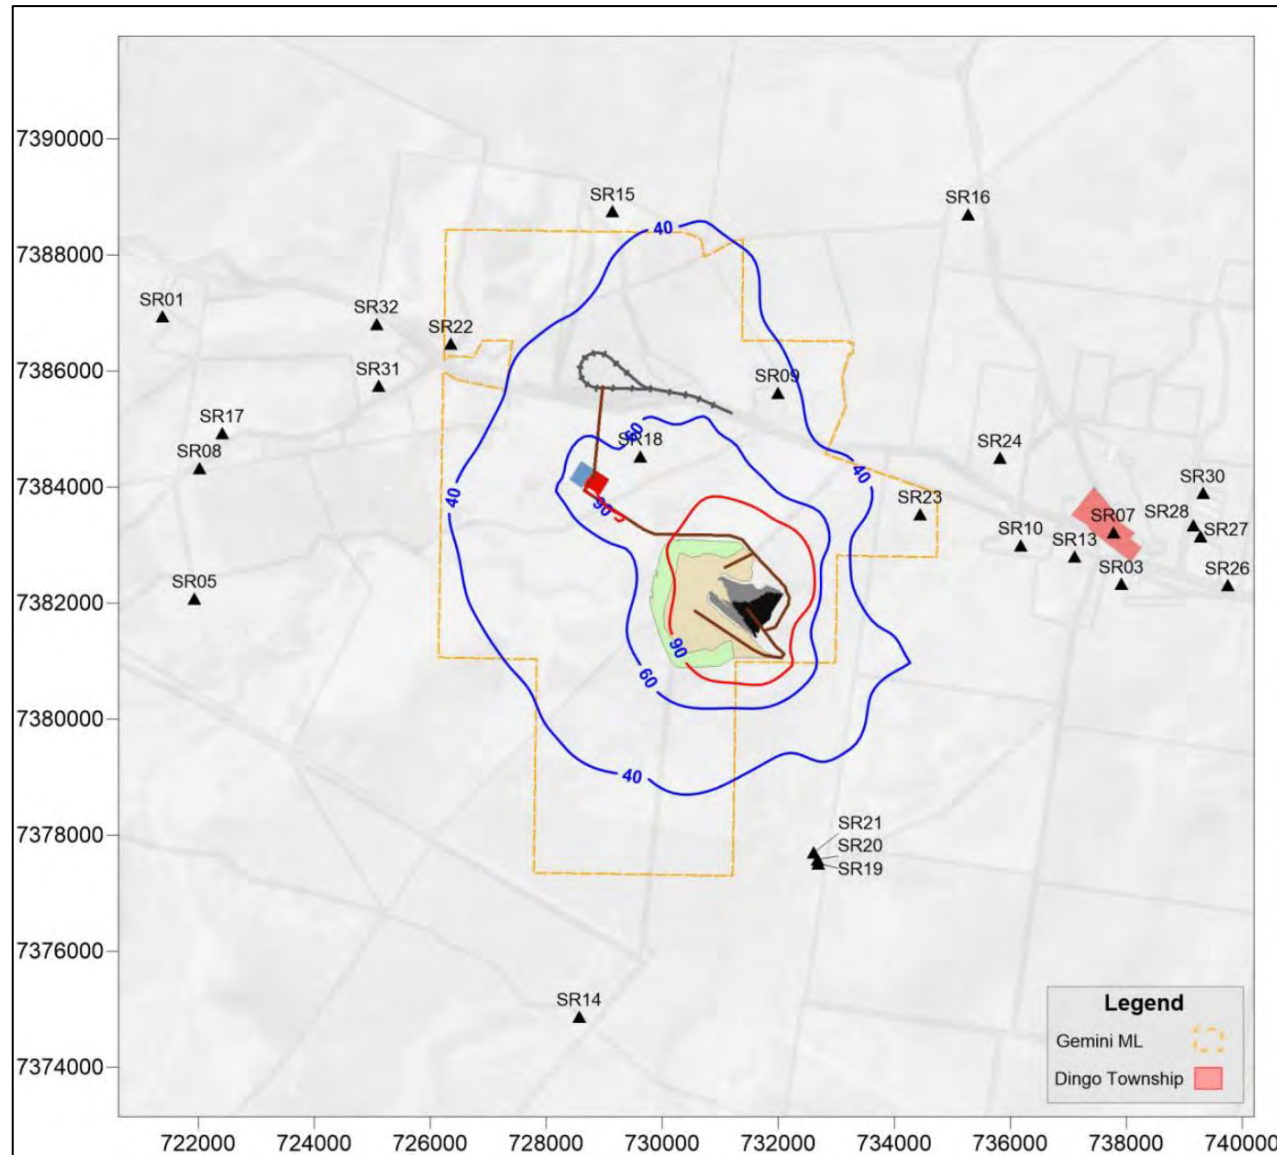 7390000
SR15
SR16
40
7388000
SR01
SR32
SR22
7386000
SR31
SR09
SR17
60
SR18
SR24
SR08
7384000
40
40
SR23
SR30
90
SR07
SR28
SR27
SR10
SR13
SR03
SR26
SR05
7382000
90
60
7380000
40
SR21
7378000
SR20
SR19
7376000
SR14
Legend
Gemini ML
Dingo Township
7374000
722000
724000
726000
728000
730000
732000
734000
736000
738000
740000